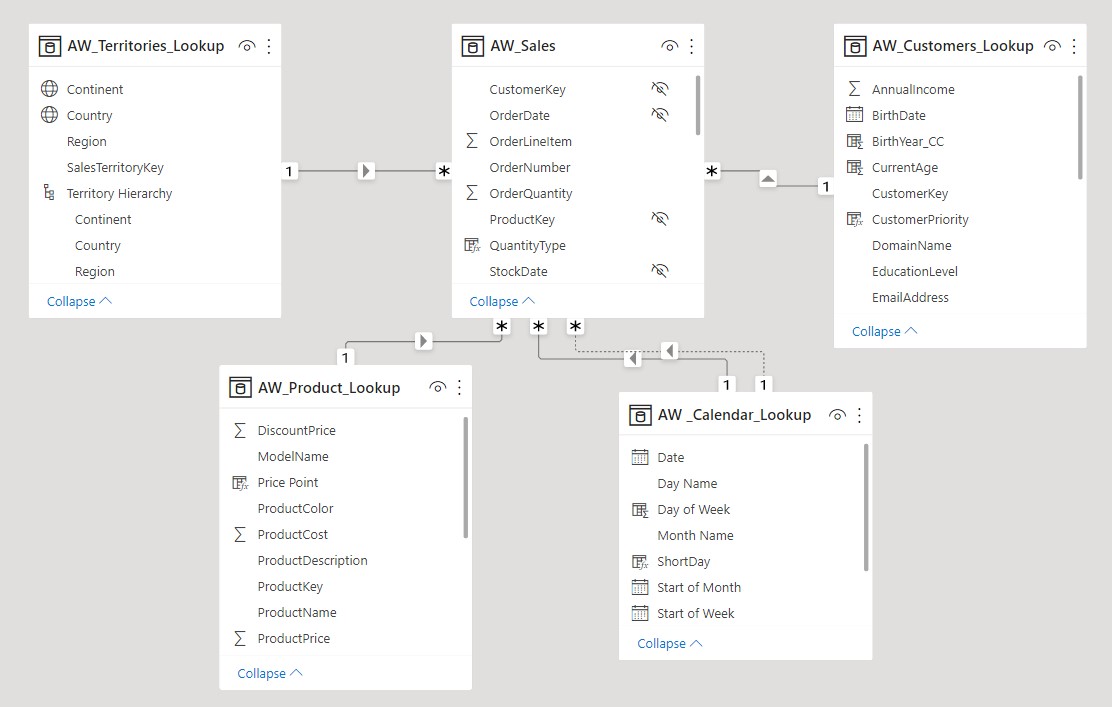 AW_Territories_Lookup
Continent
Country
Region
SalesTerritoryKey
Territory Hierarchy
Continent
Country
Region
Collapse
1
*
AW_Sales
CustomerKey
OrderDate
OrderLineItem
OrderNumber
OrderQuantity
ProductKey
QuantityType
StockDate
Collapse
*
1
AW_Customers_Lookup
AnnualIncome
BirthDate
BirthYear_CC
CurrentAge
CustomerKey
CustomerPriority
DomainName
EducationLevel
EmailAddress
Collapse
* * *
1
1 1
AW_Product_Lookup
DiscountPrice
ModelName
Price Point
ProductColor
ProductCost
ProductDescription
ProductKey
ProductName
ProductPrice
Collapse
AW _Calendar_Lookup
Date
Day Name
Day of Week
Month Name
ShortDay
Start of Month
Start of Week
Collapse